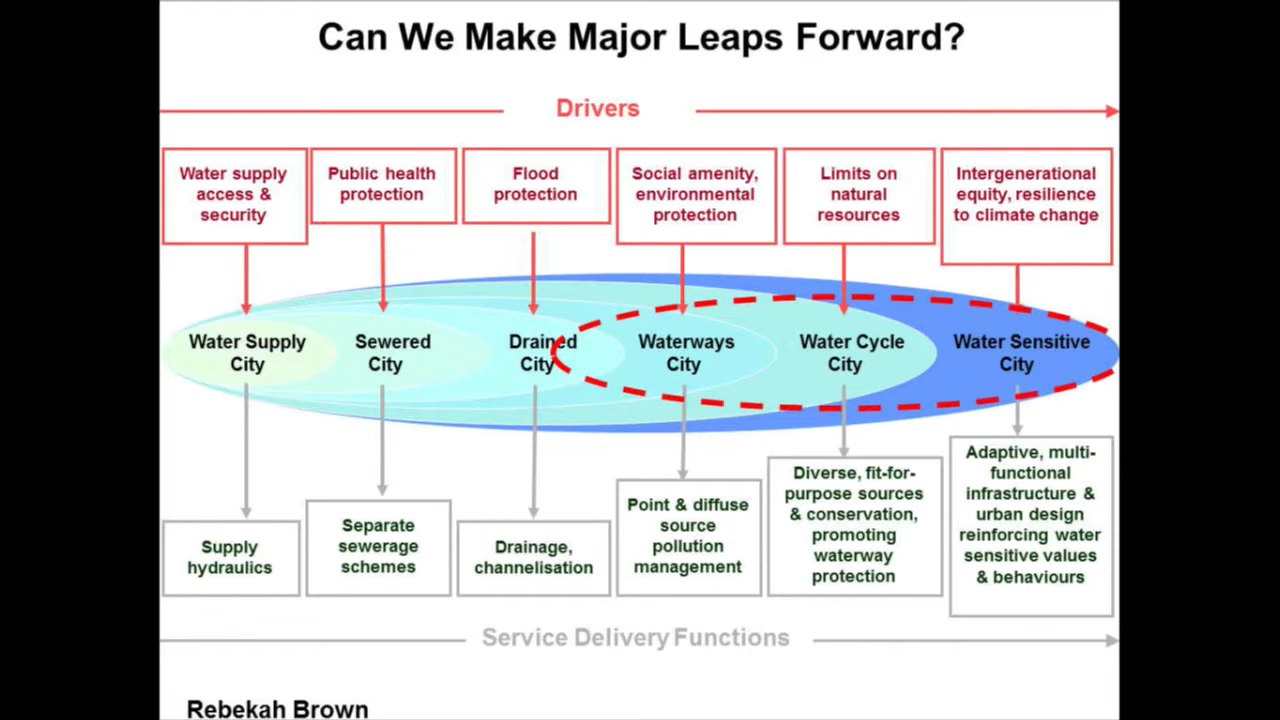 Can We Make Major Leaps Forward?
Drivers
Water supply
access &
security
Public health
protection
Flood
protection
Social amenity,
environmental
protection
Limits on
natural
resources
Intergenerational
equity, resilience
to climate change
Water Supply
City
Sewered
City
Drained
City
Waterways
City
Water Cycle
City
Water Sensitive
City
Supply
hydraulics
Separate
sewerage
schemes
Drainage,
channelisation
Point & diffuse
source
pollution
management
Diverse, fit-for-
purpose sources
& conservation,
promoting
waterway
protection
Adaptive, multi-
functional
infrastructure &
urban design
reinforcing water
sensitive values
& behaviours
Service Delivery Functions
Rebekah Brown